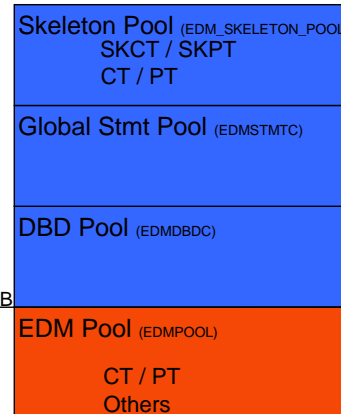 Skeleton Pool (EDM_SKELETON_POOL
SKCT / SKPT
CT / PT
Global Stmt Pool (EDMSTMTC)
DBD Pool (EDMDBDC)
B
EDM Pool (EDMPOOL)
CT / PT
Others